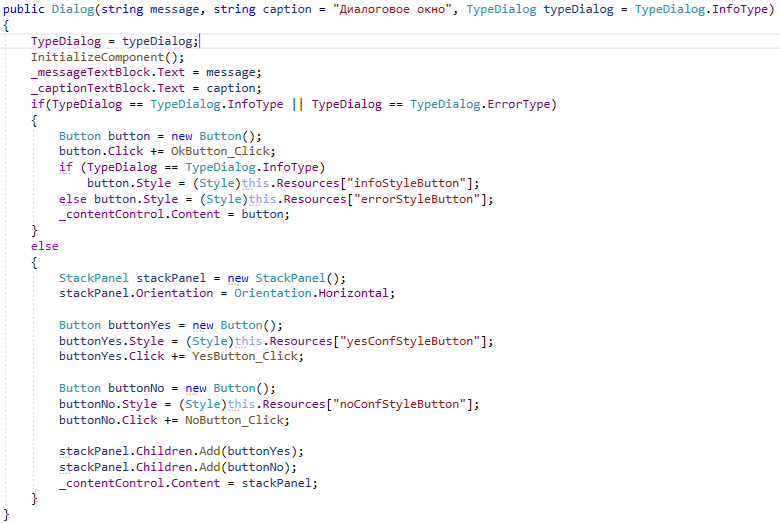 public Dialog(string message, string caption = "Диалоговое окно", TypeDialog typeDialog = TypeDialog.InfoType)
{
    TypeDialog = typeDialog;
    InitializeComponent();
    _messageTextBlock.Text = message;
    _captionTextBlock.Text = caption;
    if(TypeDialog == TypeDialog.InfoType || TypeDialog == TypeDialog.ErrorType)
    {
        Button button = new Button();
        button.Click += OkButton_Click;
        if (TypeDialog == TypeDialog.InfoType)
            button.Style = (Style)this.Resources["infoStyleButton"];
        else button.Style = (Style)this.Resources["errorStyleButton"];
        _contentControl.Content = button;
    }
    else
    {
        StackPanel stackPanel = new StackPanel();
        stackPanel.Orientation = Orientation.Horizontal;

        Button buttonYes = new Button();
        buttonYes.Style = (Style)this.Resources["yesConfStyleButton"];
        buttonYes.Click += YesButton_Click;

        Button buttonNo = new Button();
        buttonNo.Style = (Style)this.Resources["noConfStyleButton"];
        buttonNo.Click += NoButton_Click;

        stackPanel.Children.Add(buttonYes);
        stackPanel.Children.Add(buttonNo);
        _contentControl.Content = stackPanel;
    }
}